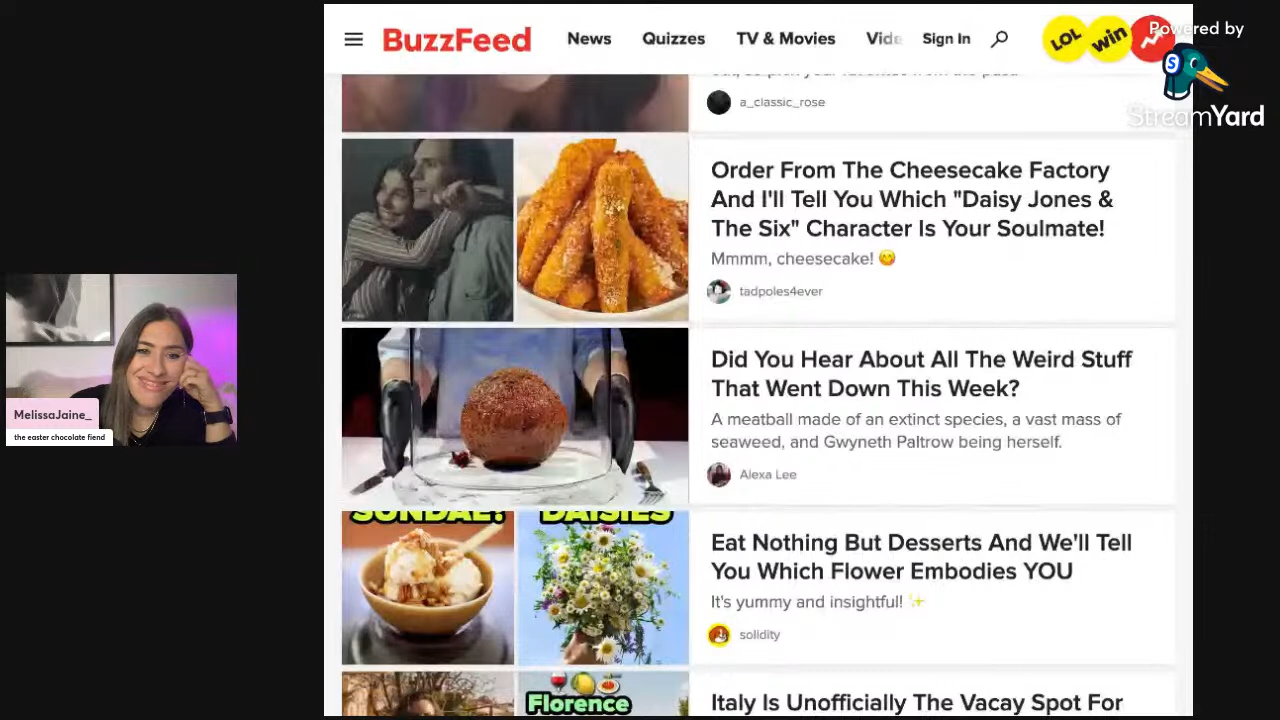 BuzzFeed
News
Quizzes
TV & Movies
Vide
Sign In
LOL
win
Powered by
StreamYard
a_classic_rose
Order From The Cheesecake Factory
And I'll Tell You Which "Daisy Jones &
The Six" Character Is Your Soulmate!
Mmmm, cheesecake! 😋
tadpoles4ever
Did You Hear About All The Weird Stuff
That Went Down This Week?
A meatball made of an extinct species, a vast mass of
seaweed, and Gwyneth Paltrow being herself.
Alexa Lee
MelissaJaine_
the easter chocolate fiend
SUNDAE?
DAISIES
Eat Nothing But Desserts And We'll Tell
You Which Flower Embodies YOU
It's yummy and insightful! ✨
solidity
🍷🍋🍝
Florence
Italy Is Unofficially The Vacay Spot For